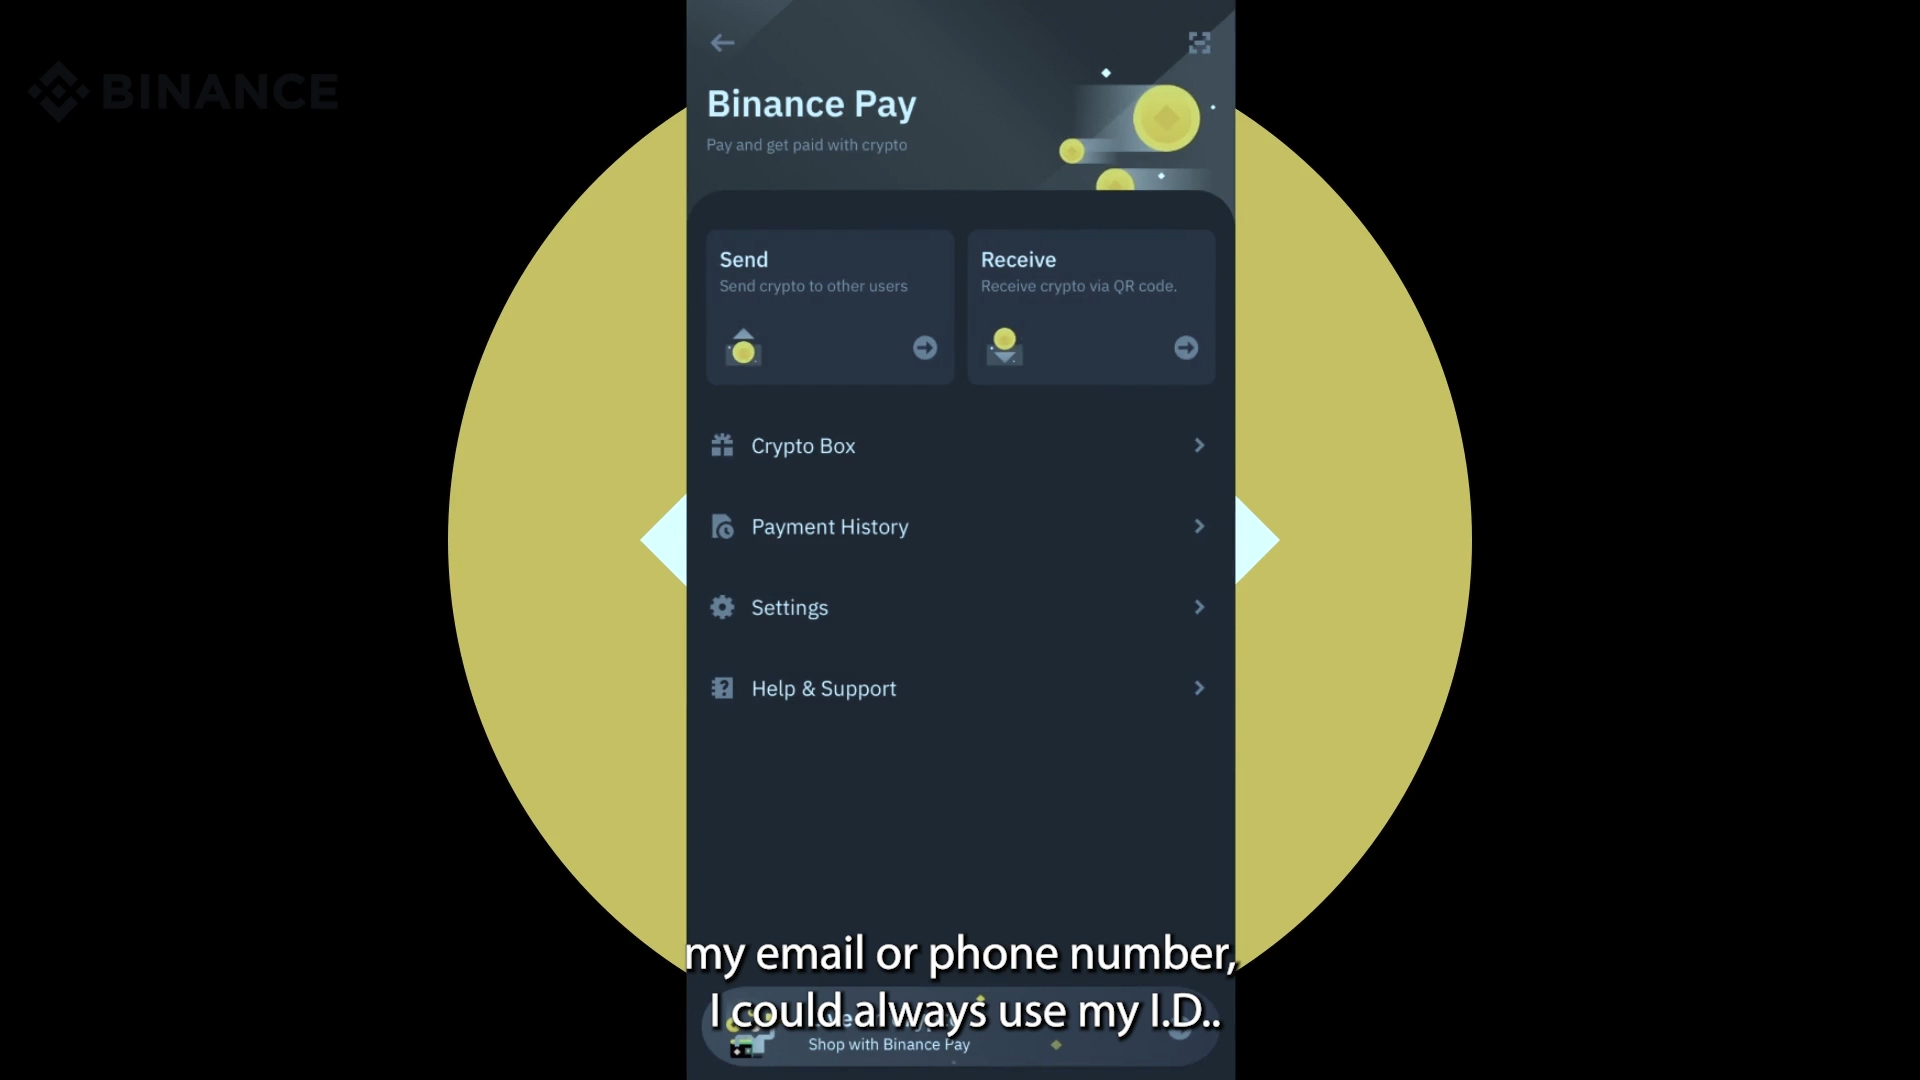 BINANCE
Binance Pay
Pay and get paid with crypto
Send
Send crypto to other users
Receive
Receive crypto via QR code.
Crypto Box
Payment History
Settings
Help & Support
my email or phone number,
I could always use my I.D..
Shop with Binance Pay